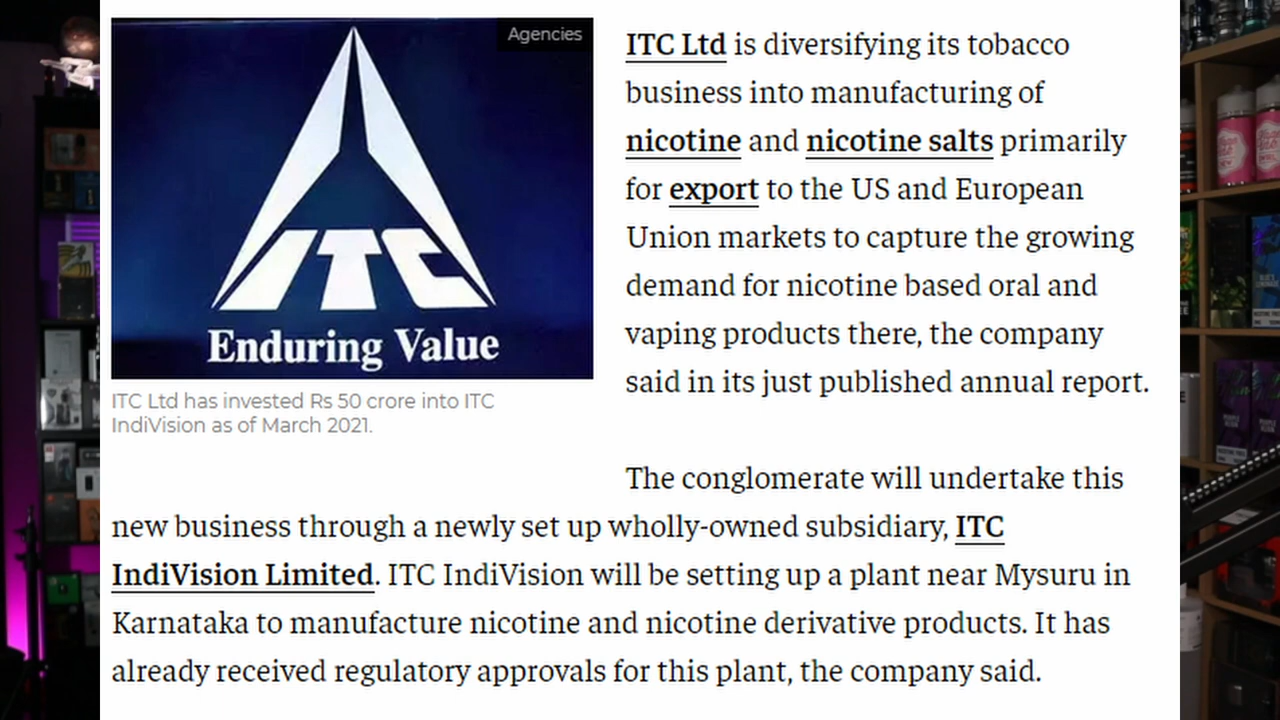 Agencies
ITC
Enduring Value
ITC Ltd has invested Rs 50 crore into ITC
IndiVision as of March 2021.
ITC Ltd is diversifying its tobacco
business into manufacturing of
nicotine and nicotine salts primarily
for export to the US and European
Union markets to capture the growing
demand for nicotine based oral and
vaping products there, the company
said in its just published annual report.
The conglomerate will undertake this
new business through a newly set up wholly-owned subsidiary, ITC
IndiVision Limited. ITC IndiVision will be setting up a plant near Mysuru in
Karnataka to manufacture nicotine and nicotine derivative products. It has
already received regulatory approvals for this plant, the company said.